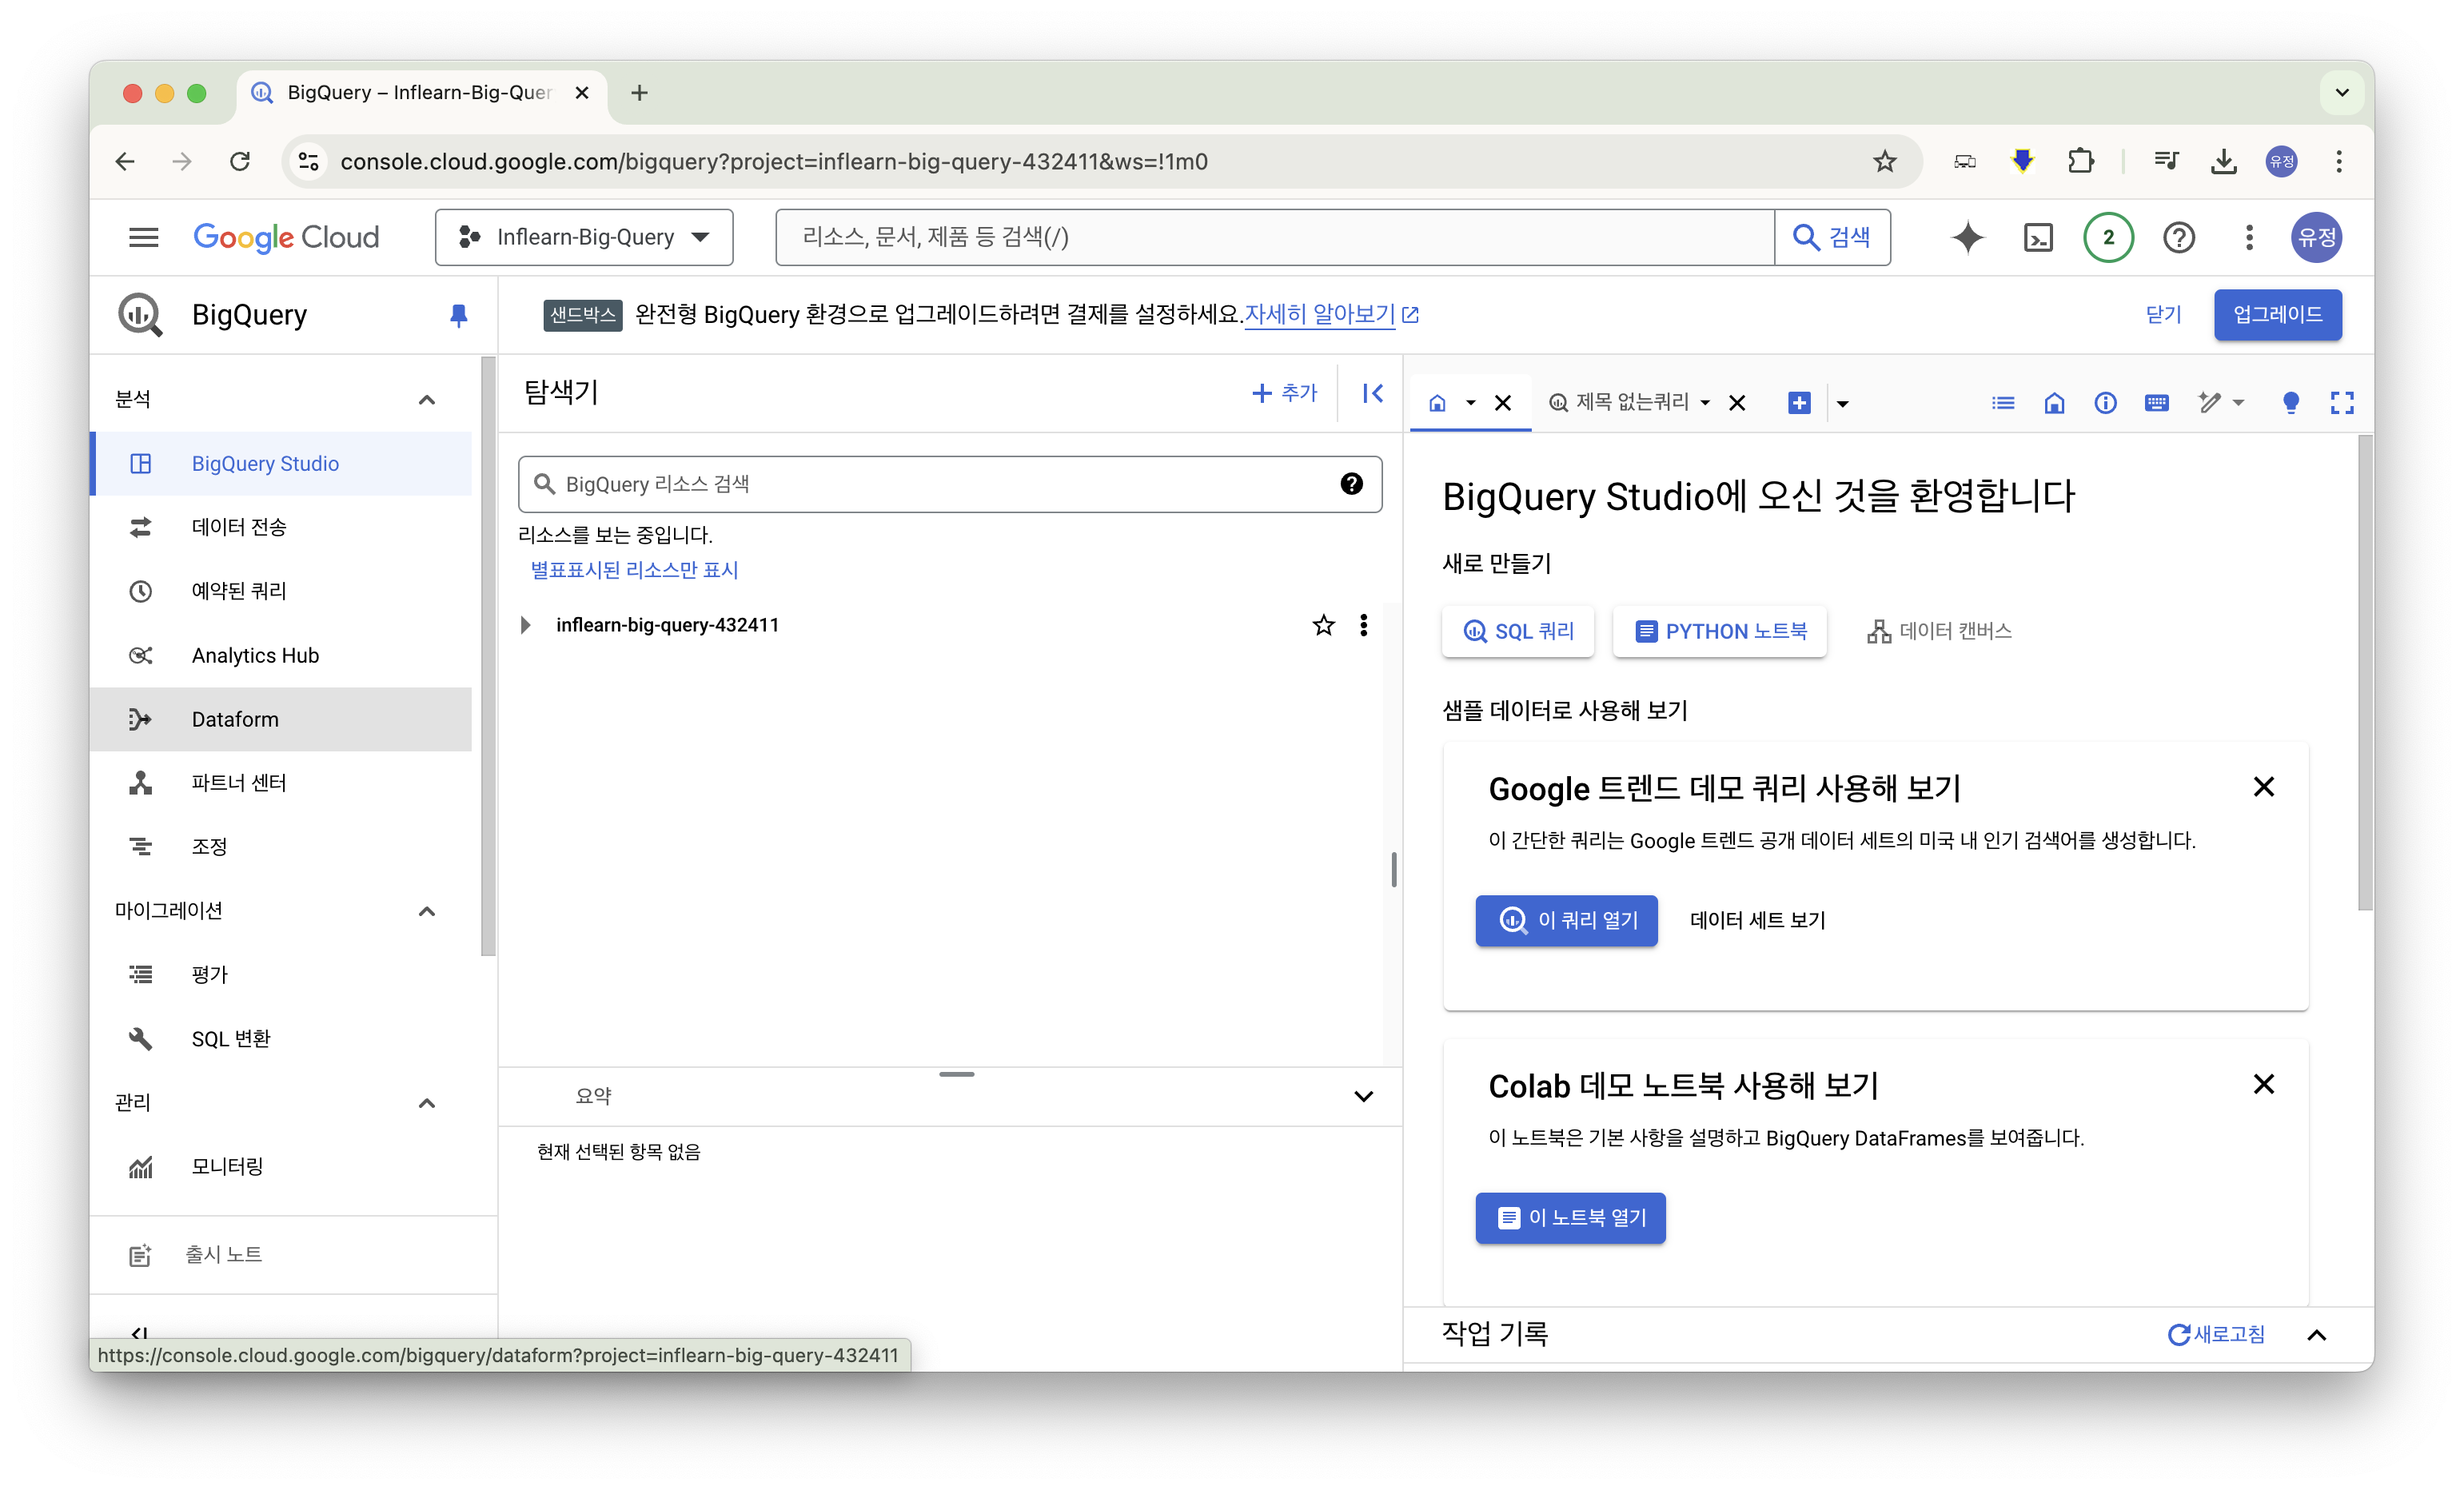 BigQuery – Inflearn-Big-Quer
console.cloud.google.com/bigquery?project=inflearn-big-query-432411&ws=!1m0
유정
Google Cloud
Inflearn-Big-Query
리소스, 문서, 제품 등 검색(/)
검색
2
유정
BigQuery
샌드박스 완전형 BigQuery 환경으로 업그레이드하려면 결제를 설정하세요.자세히 알아보기
닫기
업그레이드
분석
BigQuery Studio
데이터 전송
예약된 쿼리
Analytics Hub
Dataform
파트너 센터
조정
마이그레이션
평가
SQL 변환
관리
모니터링
출시 노트
https://console.cloud.google.com/bigquery/dataform?project=inflearn-big-query-432411
탐색기
추가
BigQuery 리소스 검색
리소스를 보는 중입니다.
별표표시된 리소스만 표시
inflearn-big-query-432411
요약
현재 선택된 항목 없음
제목 없는쿼리
BigQuery Studio에 오신 것을 환영합니다
새로 만들기
SQL 쿼리
PYTHON 노트북
데이터 캔버스
샘플 데이터로 사용해 보기
Google 트렌드 데모 쿼리 사용해 보기
이 간단한 쿼리는 Google 트렌드 공개 데이터 세트의 미국 내 인기 검색어를 생성합니다.
이 쿼리 열기
데이터 세트 보기
Colab 데모 노트북 사용해 보기
이 노트북은 기본 사항을 설명하고 BigQuery DataFrames를 보여줍니다.
이 노트북 열기
작업 기록
새로고침